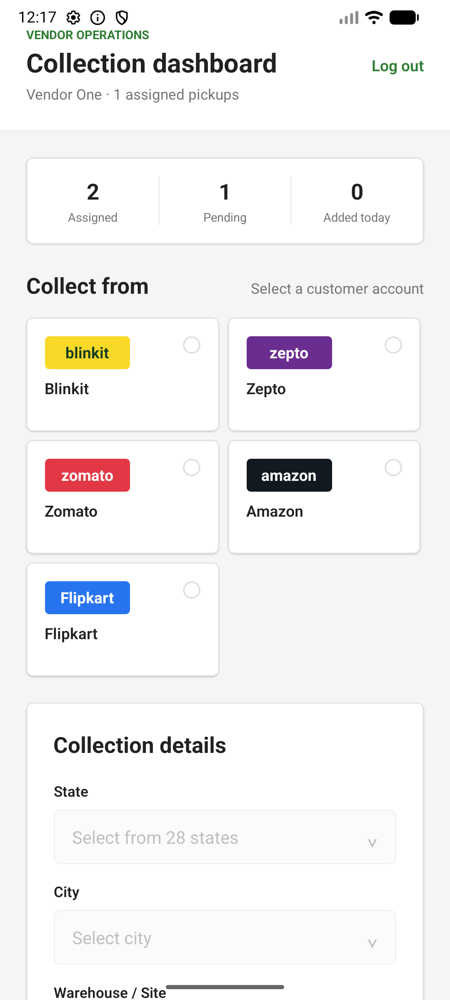 12:17
VENDOR OPERATIONS
Collection dashboard
Log out
Vendor One · 1 assigned pickups
2
Assigned
1
Pending
0
Added today
Collect from
Select a customer account
blinkit
Blinkit
zepto
Zepto
zomato
Zomato
amazon
Amazon
Flipkart
Flipkart
Collection details
State
Select from 28 states
v
City
Select city
v
Warehouse / Site